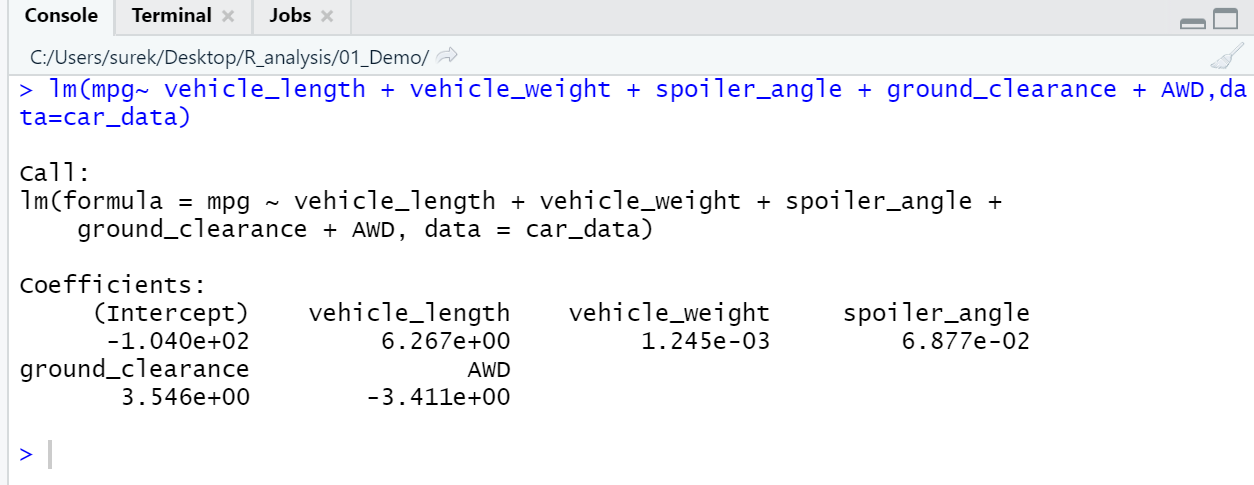 Console Terminal Jobs
C:/Users/surek/Desktop/R_analysis/01_Demo/
> lm(mpg~ vehicle_length + vehicle_weight + spoiler_angle + ground_clearance + AWD,da
ta=car_data)
Call:
lm(formula = mpg ~ vehicle_length + vehicle_weight + spoiler_angle +
    ground_clearance + AWD, data = car_data)
Coefficients:
     (Intercept)    vehicle_length    vehicle_weight     spoiler_angle
      -1.040e+02         6.267e+00         1.245e-03         6.877e-02
ground_clearance               AWD
       3.546e+00        -3.411e+00
>